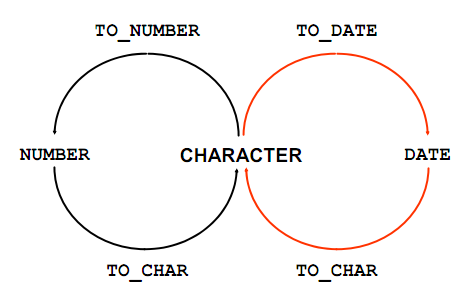 TO_NUMBER TO_DATE
NUMBER CHARACTER DATE
TO_CHAR TO_CHAR